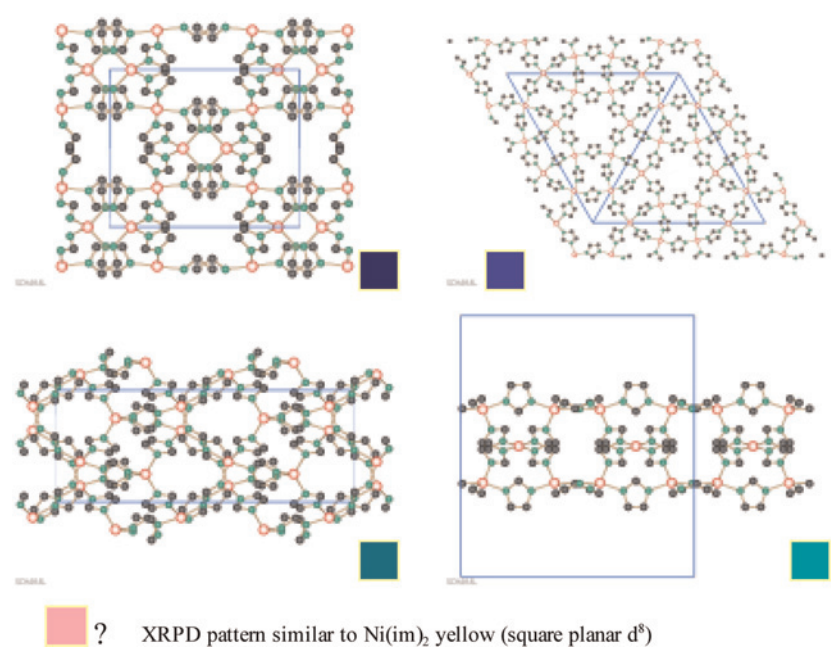 ? XRPD pattern similar to Ni(im)₂ yellow (square planar d⁸)